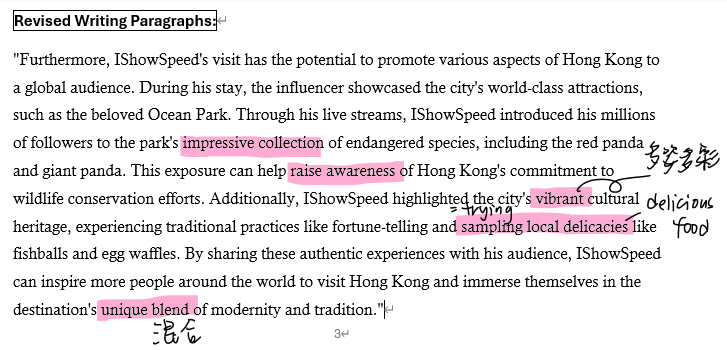 Revised Writing Paragraphs:
"Furthermore, IShowSpeed's visit has the potential to promote various aspects of Hong Kong to
a global audience. During his stay, the influencer showcased the city's world-class attractions,
such as the beloved Ocean Park. Through his live streams, IShowSpeed introduced his millions
of followers to the park's impressive collection of endangered species, including the red panda
and giant panda. This exposure can help raise awareness of Hong Kong's commitment to
多姿多彩
wildlife conservation efforts. Additionally, IShowSpeed highlighted the city's vibrant cultural
= trying
delicious
heritage, experiencing traditional practices like fortune-telling and sampling local delicacies like
food
fishballs and egg waffles. By sharing these authentic experiences with his audience, IShowSpeed
can inspire more people around the world to visit Hong Kong and immerse themselves in the
destination's unique blend of modernity and tradition."
混合
3